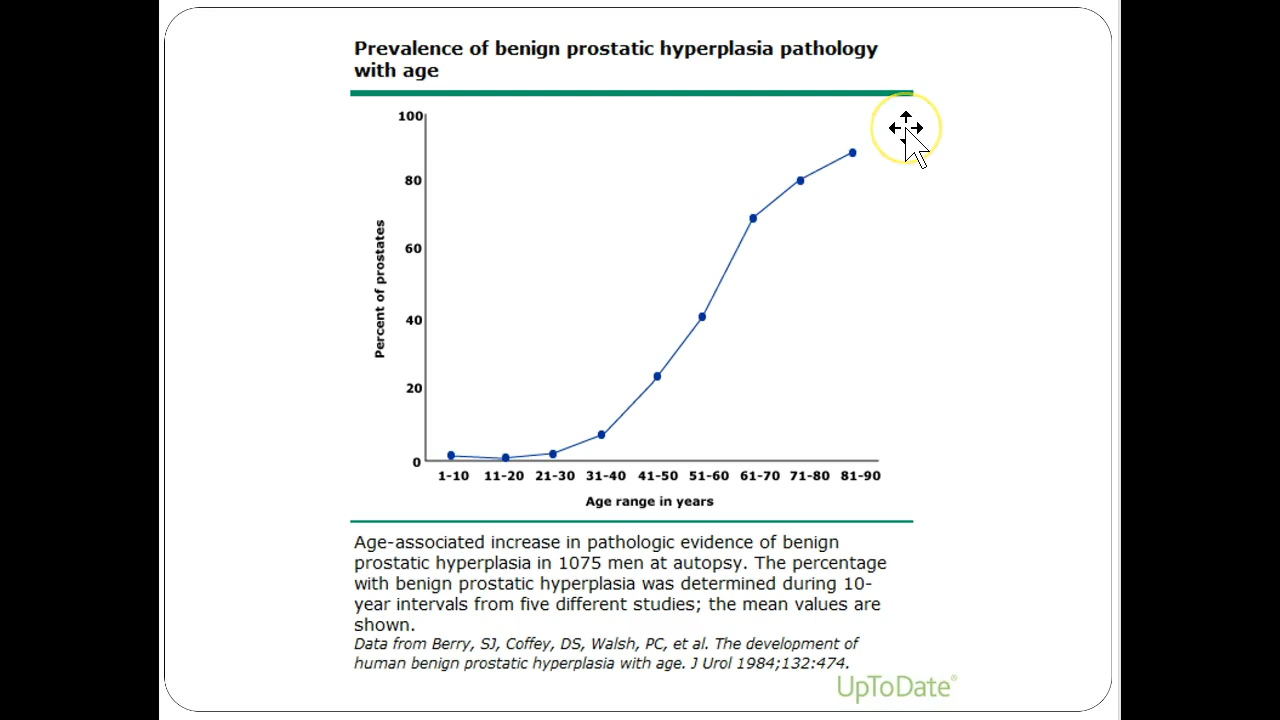 Prevalence of benign prostatic hyperplasia pathology
with age
100
80
60
40
20
0
Percent of prostates
1-10 11-20 21-30 31-40 41-50 51-60 61-70 71-80 81-90
Age range in years
Age-associated increase in pathologic evidence of benign
prostatic hyperplasia in 1075 men at autopsy. The percentage
with benign prostatic hyperplasia was determined during 10-
year intervals from five different studies; the mean values are
shown.
Data from Berry, SJ, Coffey, DS, Walsh, PC, et al. The development of
human benign prostatic hyperplasia with age. J Urol 1984;132:474.
UpToDate®